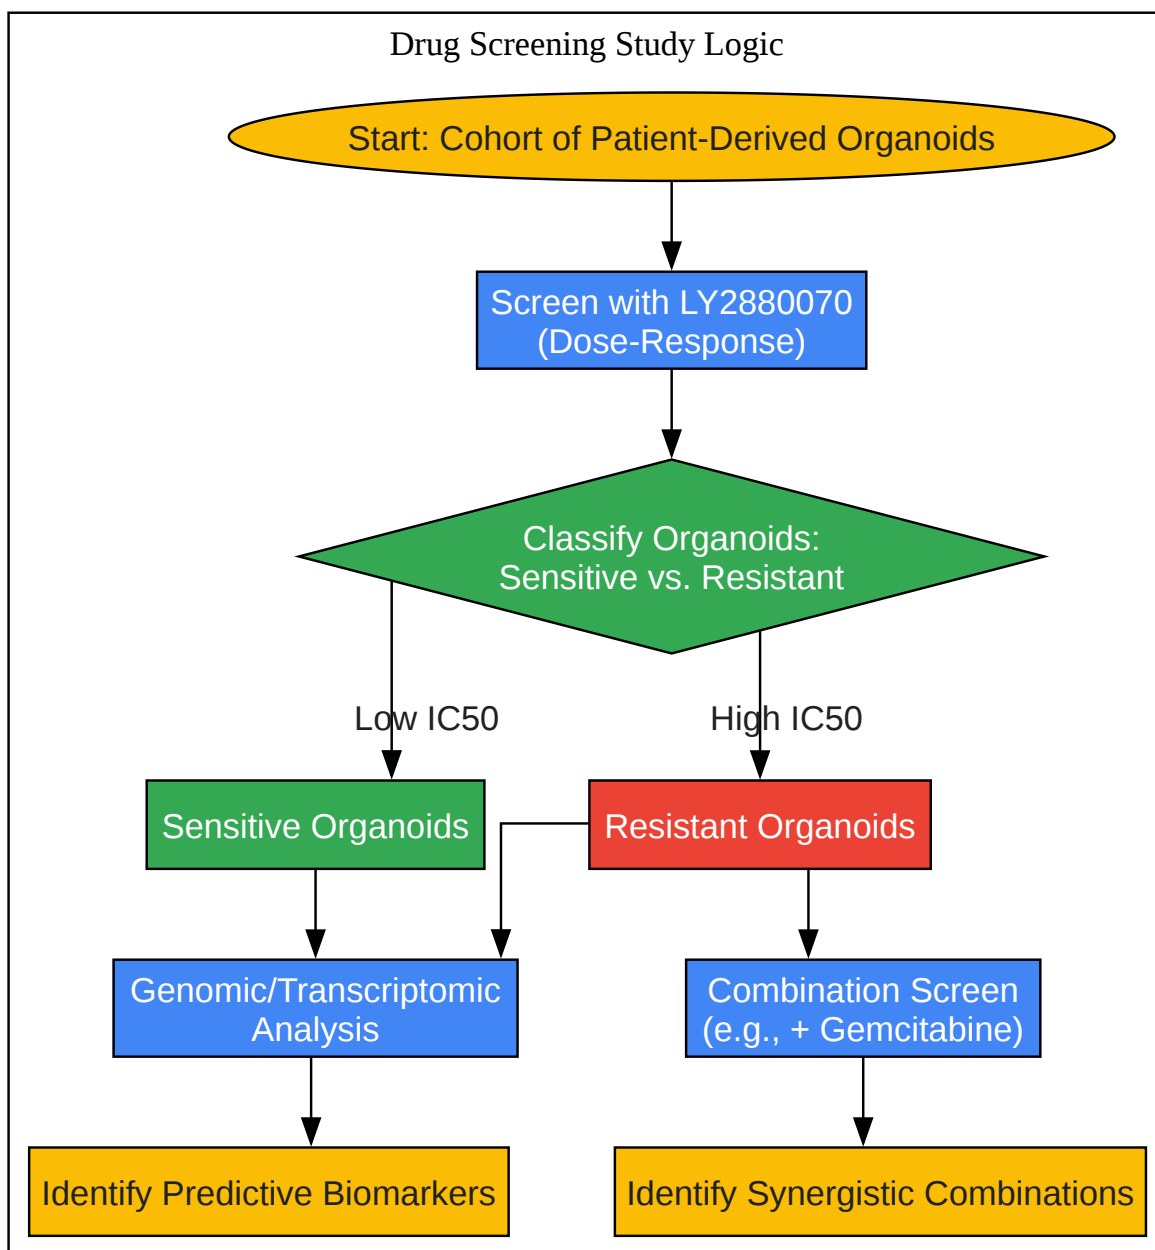 Drug Screening Study Logic
Start: Cohort of Patient-Derived Organoids
Screen with LY2880070
(Dose-Response)
Classify Organoids:
Sensitive vs. Resistant
Low IC50
High IC50
Sensitive Organoids
Resistant Organoids
Genomic/Transcriptomic
Analysis
Combination Screen
(e.g., + Gemcitabine)
Identify Predictive Biomarkers
Identify Synergistic Combinations